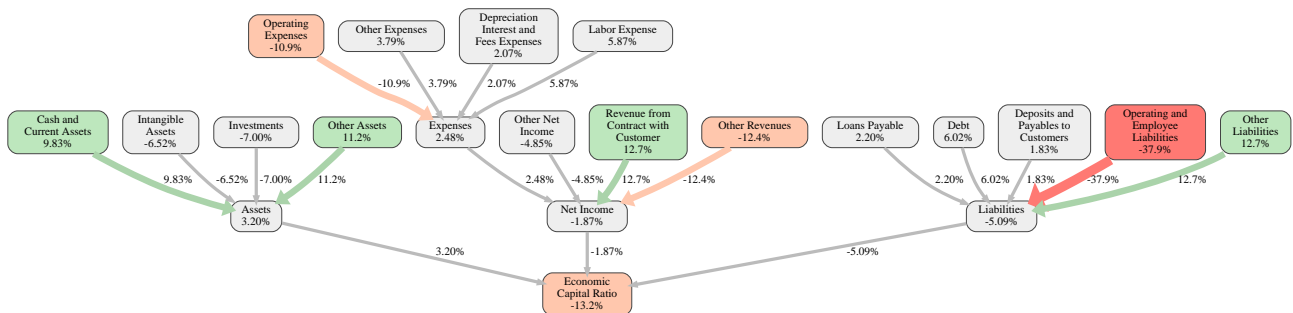 Operating
Expenses
-10.9%
Other Expenses
3.79%
Depreciation
Interest and
Fees Expenses
2.07%
Labor Expense
5.87%
-10.9%
3.79%
2.07%
5.87%
Cash and
Current Assets
9.83%
Intangible
Assets
-6.52%
Investments
-7.00%
Other Assets
11.2%
Expenses
2.48%
Other Net
Income
-4.85%
Revenue from
Contract with
Customer
12.7%
Other Revenues
-12.4%
Loans Payable
2.20%
Debt
6.02%
Deposits and
Payables to
Customers
1.83%
Operating and
Employee
Liabilities
-37.9%
Other
Liabilities
12.7%
9.83%
-6.52%
-7.00%
11.2%
2.48%
-4.85%
12.7%
-12.4%
2.20%
6.02%
1.83%
-37.9%
12.7%
Assets
3.20%
Net Income
-1.87%
Liabilities
-5.09%
3.20%
-1.87%
-5.09%
Economic
Capital Ratio
-13.2%